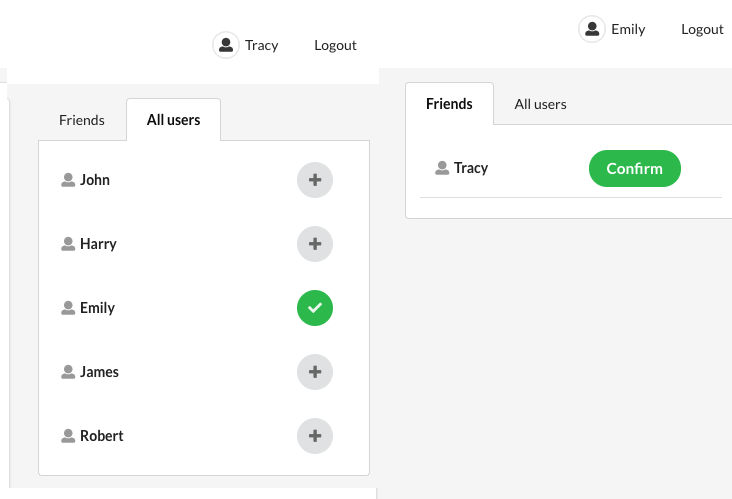 Tracy Logout
Friends All users
John
Harry
Emily
James
Robert
Emily Logout
Friends All users
Tracy Confirm